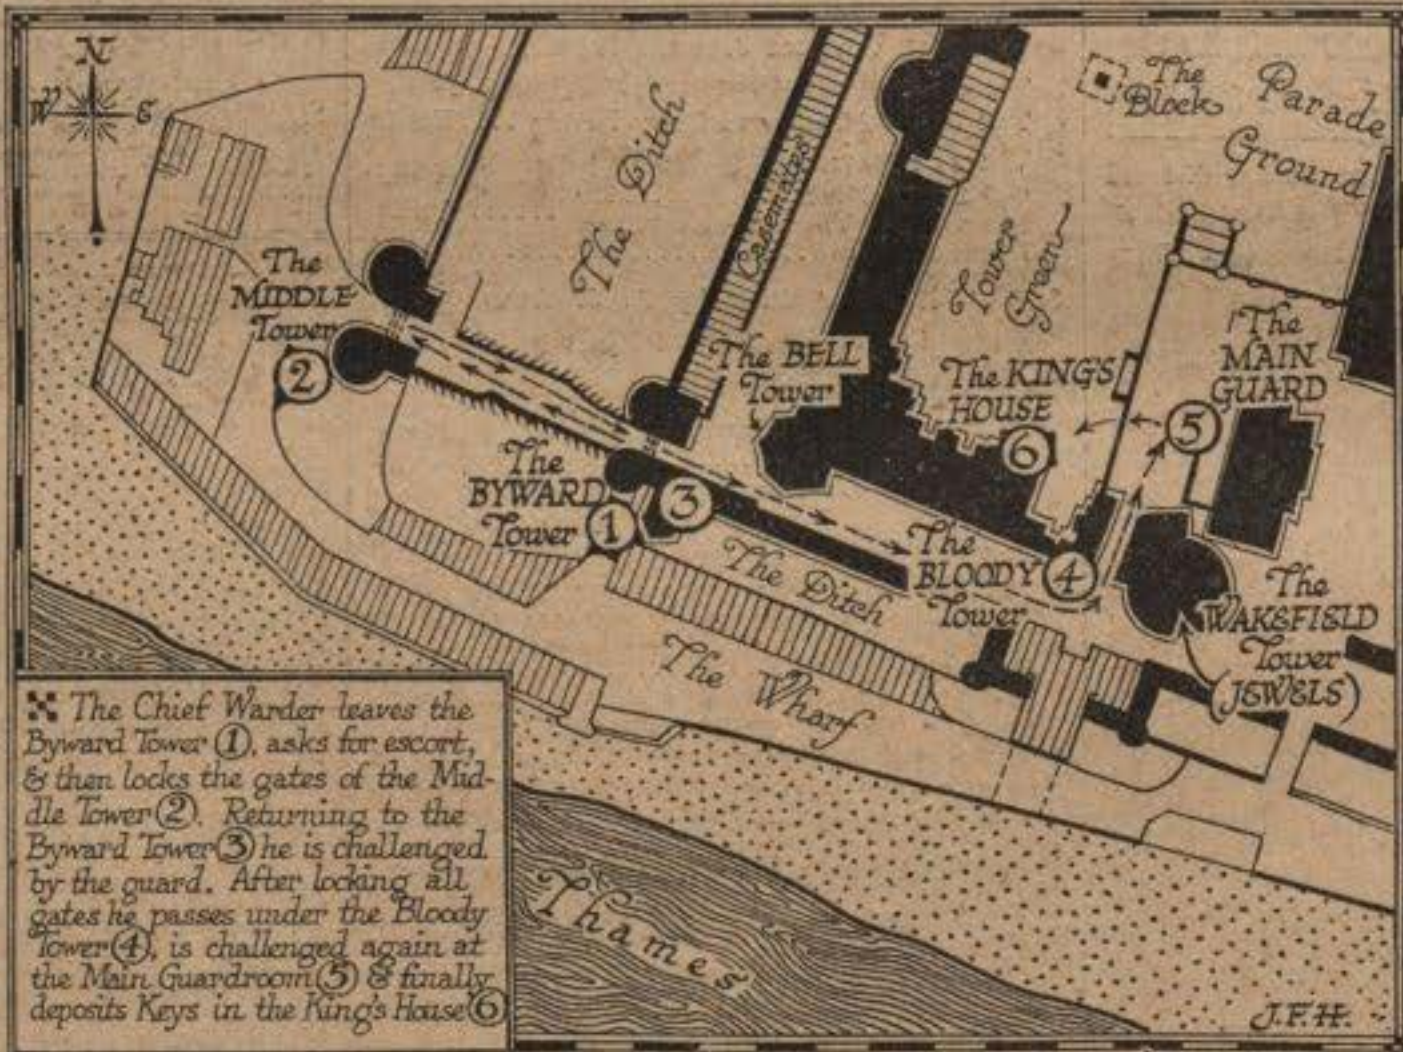 N
W
E
The
MIDDLE
Tower
2
The Ditch
Casemates
The
Block
Parade
Ground
Tower
Green
The BELL
Tower
The KING'S
HOUSE
6
The
MAIN
GUARD
5
The
BYWARD
Tower
1
3
The
BLOODY
Tower
4
The Ditch
The
WAKEFIELD
Tower
(JEWELS)
The Wharf
The Chief Warder leaves the
Byward Tower (1), asks for escort,
& then locks the gates of the Mid-
dle Tower (2). Returning to the
Byward Tower (3) he is challenged
by the guard. After locking all
gates he passes under the Bloody
Tower (4), is challenged again at
the Main Guardroom (5) & finally
deposits Keys in the King's House (6)
Thames
J.F.H.